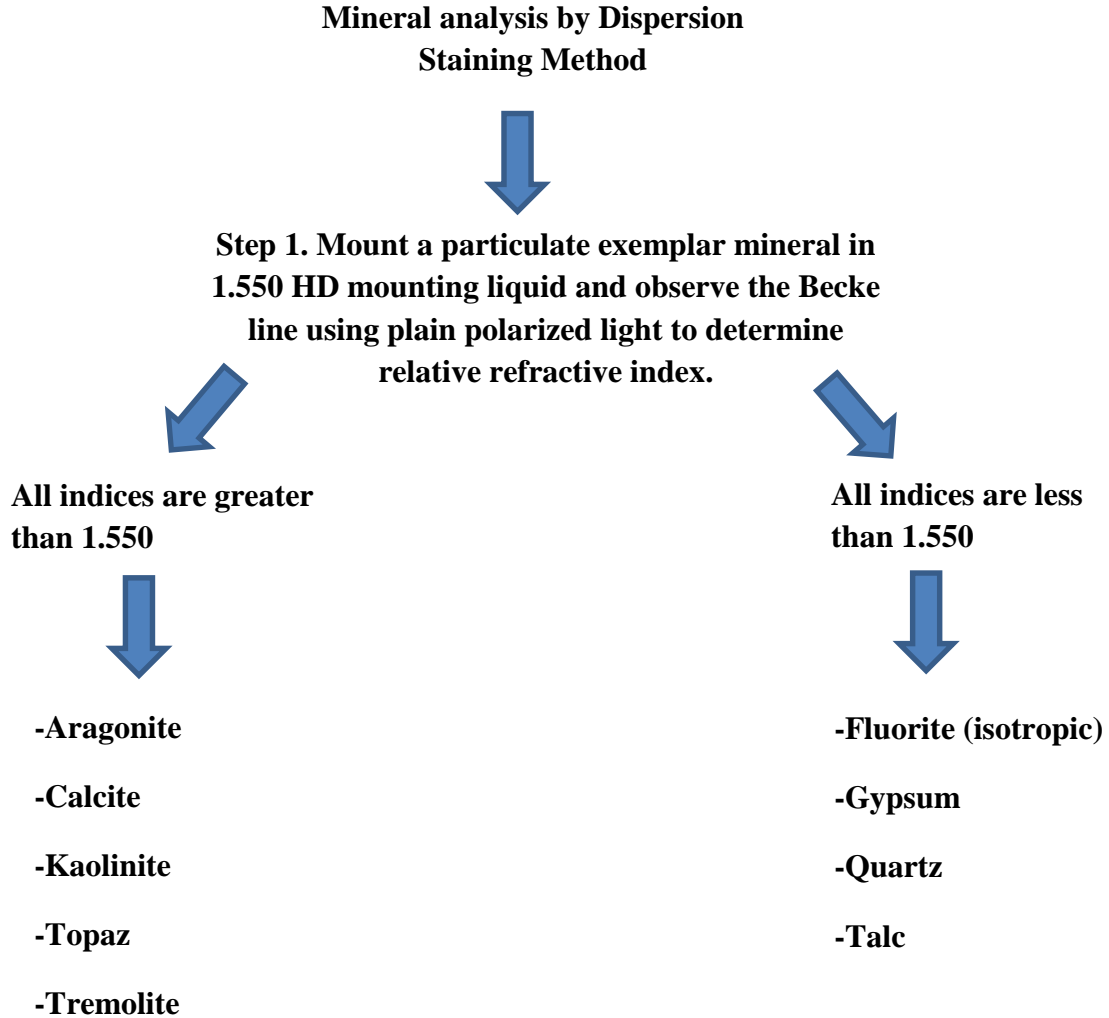 Mineral analysis by Dispersion
Staining Method
Step 1. Mount a particulate exemplar mineral in
1.550 HD mounting liquid and observe the Becke
line using plain polarized light to determine
relative refractive index.
All indices are greater
than 1.550
-Aragonite
-Calcite
-Kaolinite
-Topaz
-Tremolite
All indices are less
than 1.550
-Fluorite (isotropic)
-Gypsum
-Quartz
-Talc